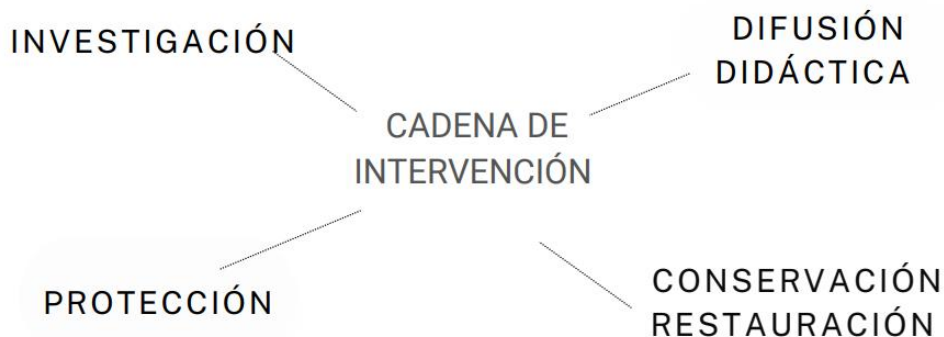 INVESTIGACIÓN
DIFUSIÓN
DIDÁCTICA
CADENA DE
INTERVENCIÓN
PROTECCIÓN
CONSERVACIÓN
RESTAURACIÓN